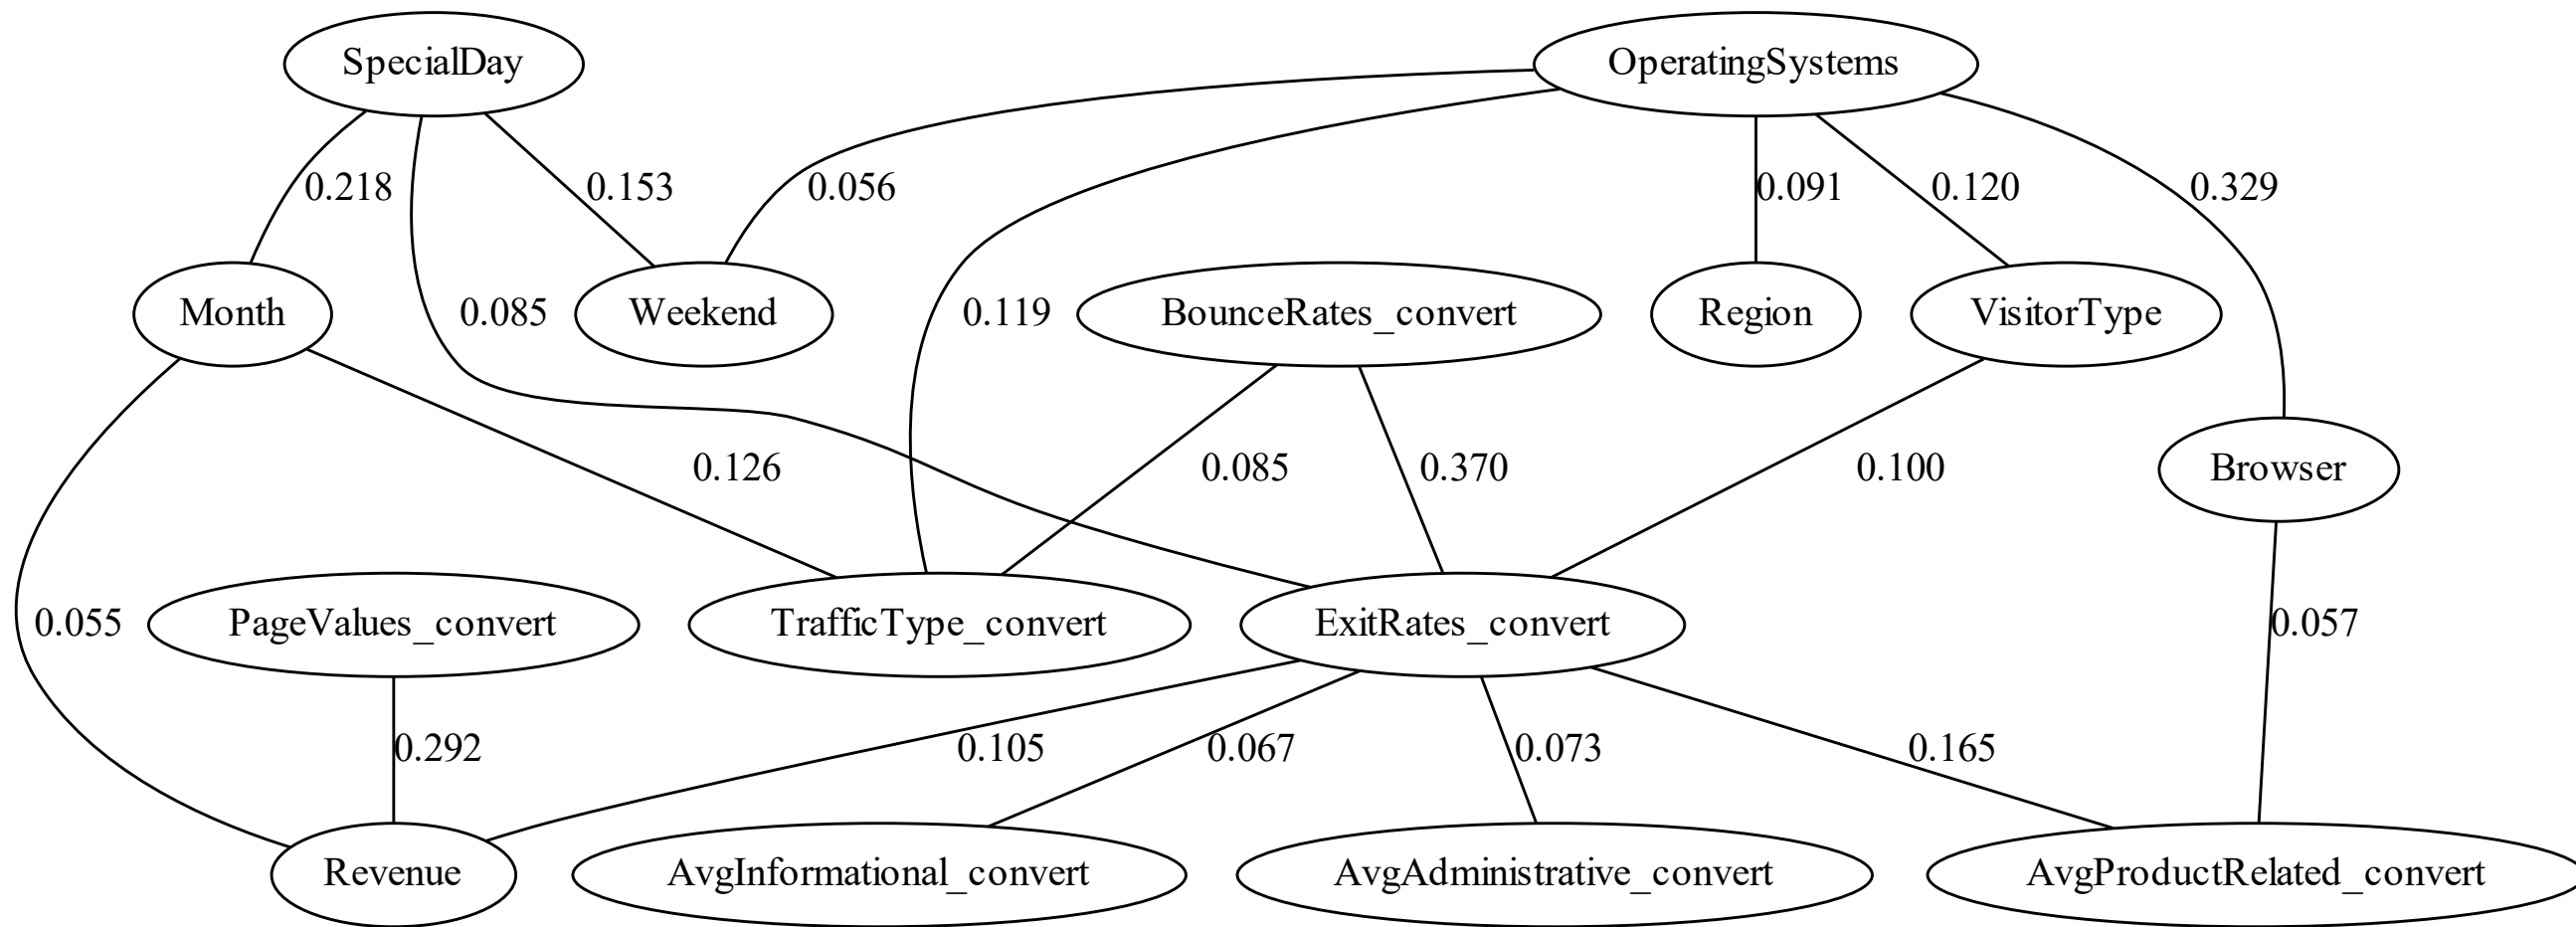 SpecialDay
OperatingSystems
0.218
0.153
0.056
0.091
0.120
0.329
Month
0.085
Weekend
0.119
BounceRates_convert
Region
VisitorType
0.126
0.085
0.370
0.100
Browser
0.055
PageValues_convert
TrafficType_convert
ExitRates_convert
0.057
0.292
0.105
0.067
0.073
0.165
Revenue
AvgInformational_convert
AvgAdministrative_convert
AvgProductRelated_convert